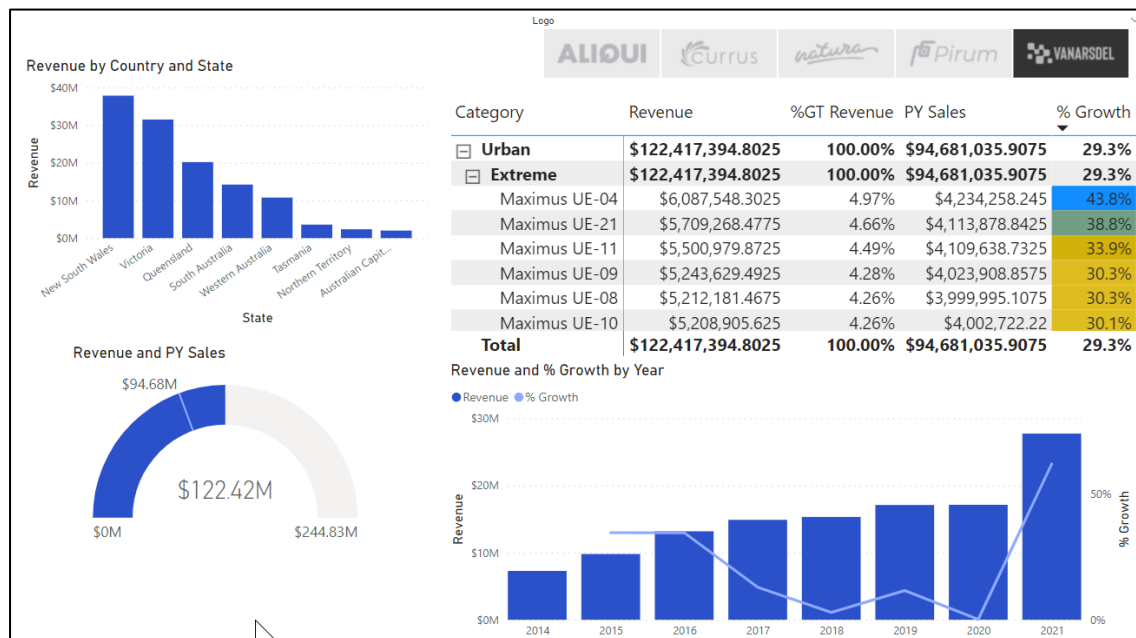 Logo
ALIQUI
Currus
natura
Pirum
VANARSDEL
Revenue by Country and State
$40M
$30M
$20M
$10M
$0M
Revenue
New South Wales
Victoria
Queensland
South Australia
Western Australia
Tasmania
Northern Territory
Australian Capit...
State
Category Revenue %GT Revenue PY Sales % Growth
Urban $122,417,394.8025 100.00% $94,681,035.9075 29.3%
Extreme $122,417,394.8025 100.00% $94,681,035.9075 29.3%
Maximus UE-04 $6,087,548.3025 4.97% $4,234,258.245 43.8%
Maximus UE-21 $5,709,268.4775 4.66% $4,113,878.8425 38.8%
Maximus UE-11 $5,500,979.8725 4.49% $4,109,638.7325 33.9%
Maximus UE-09 $5,243,629.4925 4.28% $4,023,908.8575 30.3%
Maximus UE-08 $5,212,181.4675 4.26% $3,999,995.1075 30.3%
Maximus UE-10 $5,208,905.625 4.26% $4,002,722.22 30.1%
Total $122,417,394.8025 100.00% $94,681,035.9075 29.3%
Revenue and PY Sales
$94.68M
$122.42M
$0M
$244.83M
Revenue and % Growth by Year
Revenue % Growth
$30M
$20M
$10M
$0M
Revenue
50%
0%
% Growth
2014 2015 2016 2017 2018 2019 2020 2021